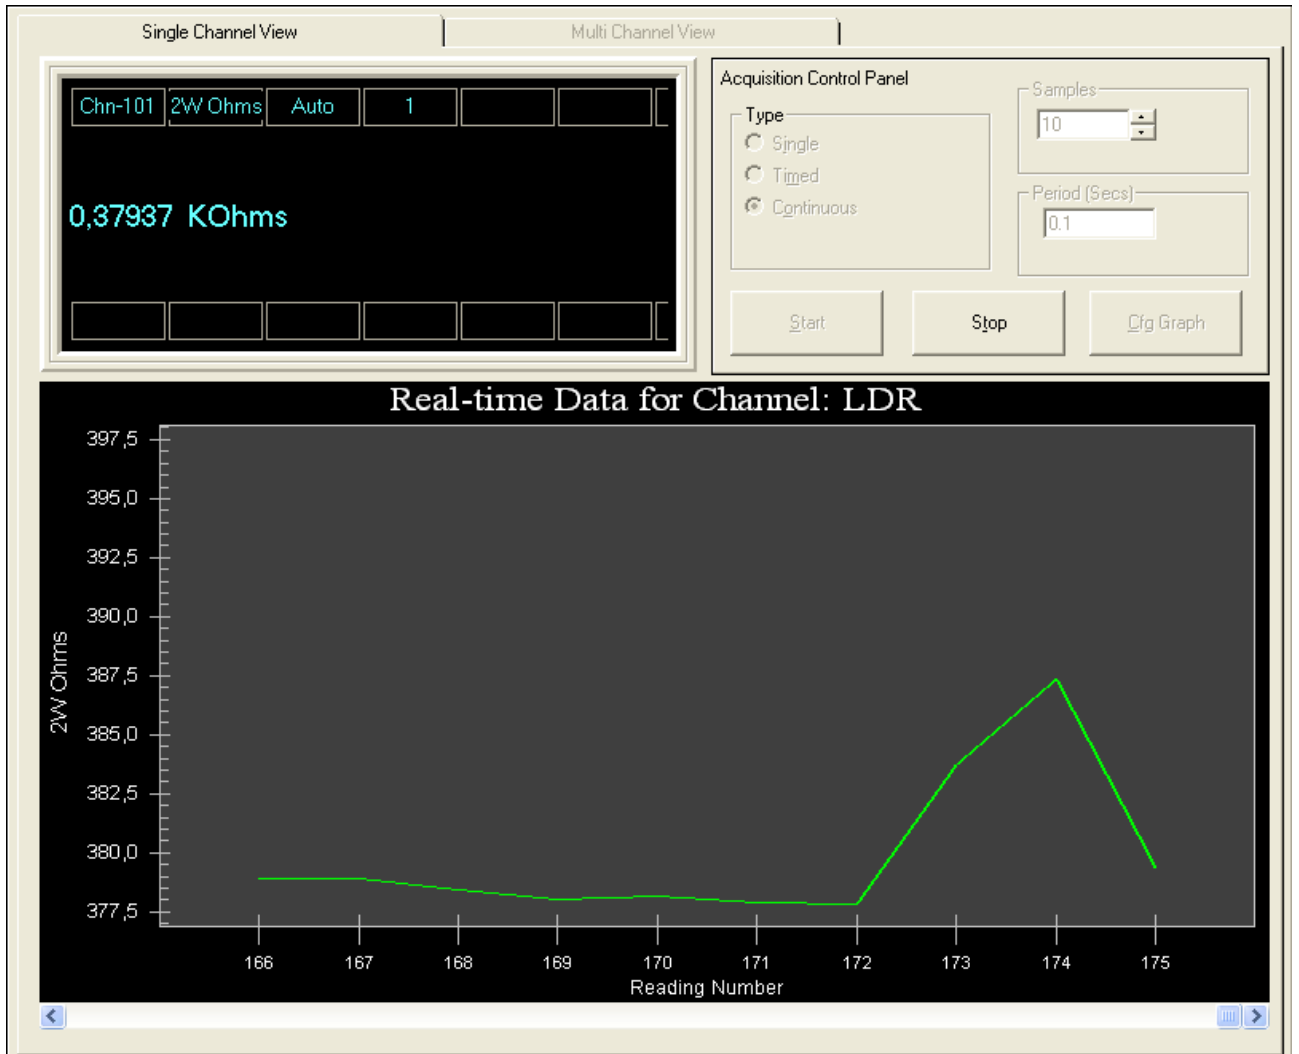 Single Channel View
Multi Channel View
Chn-101 2W Ohms Auto 1
0,37937 KOhms
Acquisition Control Panel
Type
Single
Timed
Continuous
Samples
10
Period (Secs)
0.1
Start
Stop
Cfg Graph
Real-time Data for Channel: LDR
397,5
395,0
392,5
390,0
387,5
385,0
382,5
380,0
377,5
2W Ohms
166 167 168 169 170 171 172 173 174 175
Reading Number